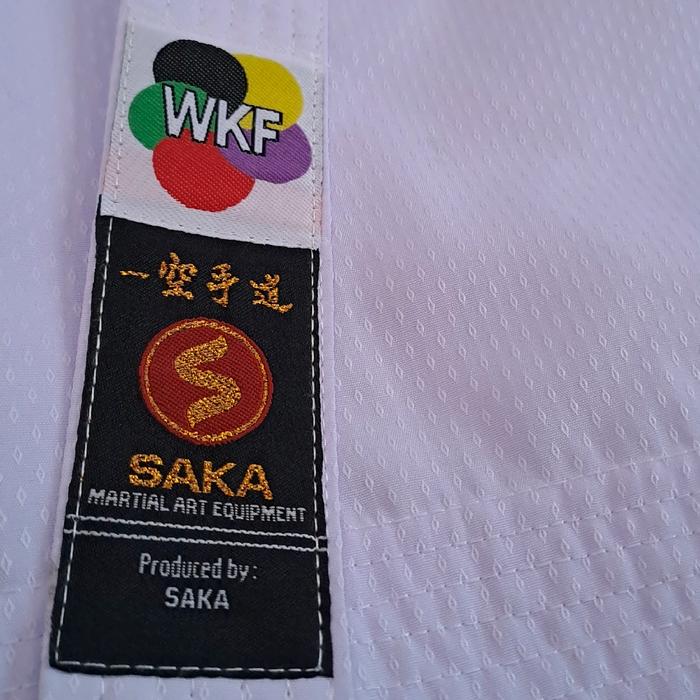 WKF
一空手道
SAKA
MARTIAL ART EQUIPMENT
Produced by:
SAKA